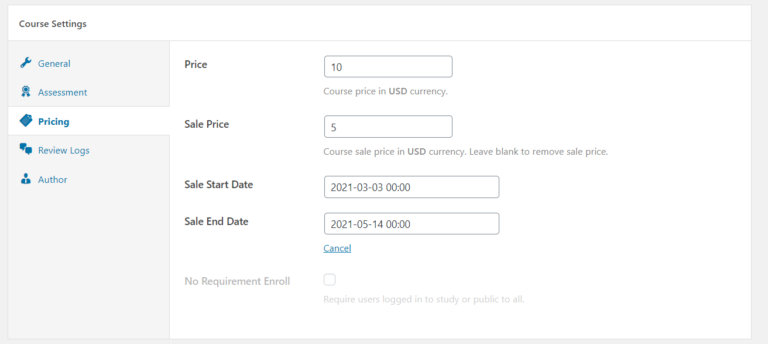 Course Settings
General
Assessment
Pricing
Review Logs
Author
Price
10
Course price in USD currency.
Sale Price
5
Course sale price in USD currency. Leave blank to remove sale price.
Sale Start Date
2021-03-03 00:00
Sale End Date
2021-05-14 00:00
Cancel
No Requirement Enroll
Require users logged in to study or public to all.